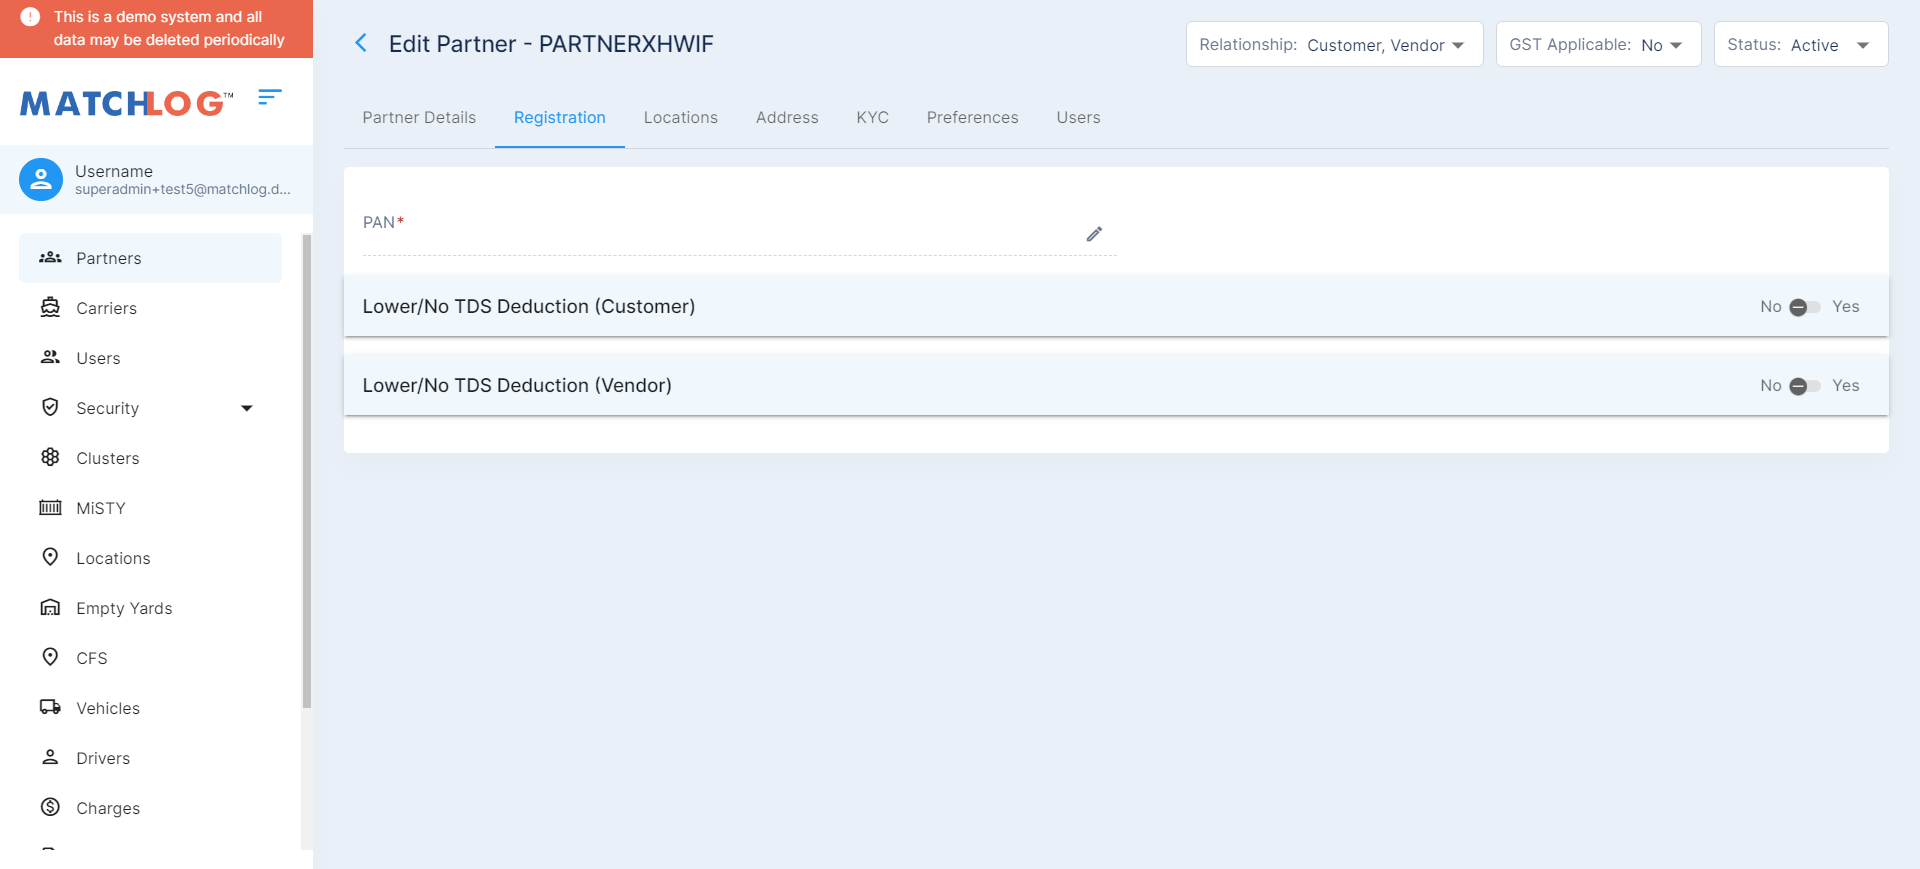 This is a demo system and all
data may be deleted periodically
MATCHLOG™
Username
superadmin+test5@matchlog.d...
Partners
Carriers
Users
Security
Clusters
MiSTY
Locations
Empty Yards
CFS
Vehicles
Drivers
Charges
Edit Partner - PARTNERXHWIF
Relationship: Customer, Vendor
GST Applicable: No
Status: Active
Partner Details Registration Locations Address KYC Preferences Users
PAN*
Lower/No TDS Deduction (Customer) No Yes
Lower/No TDS Deduction (Vendor) No Yes